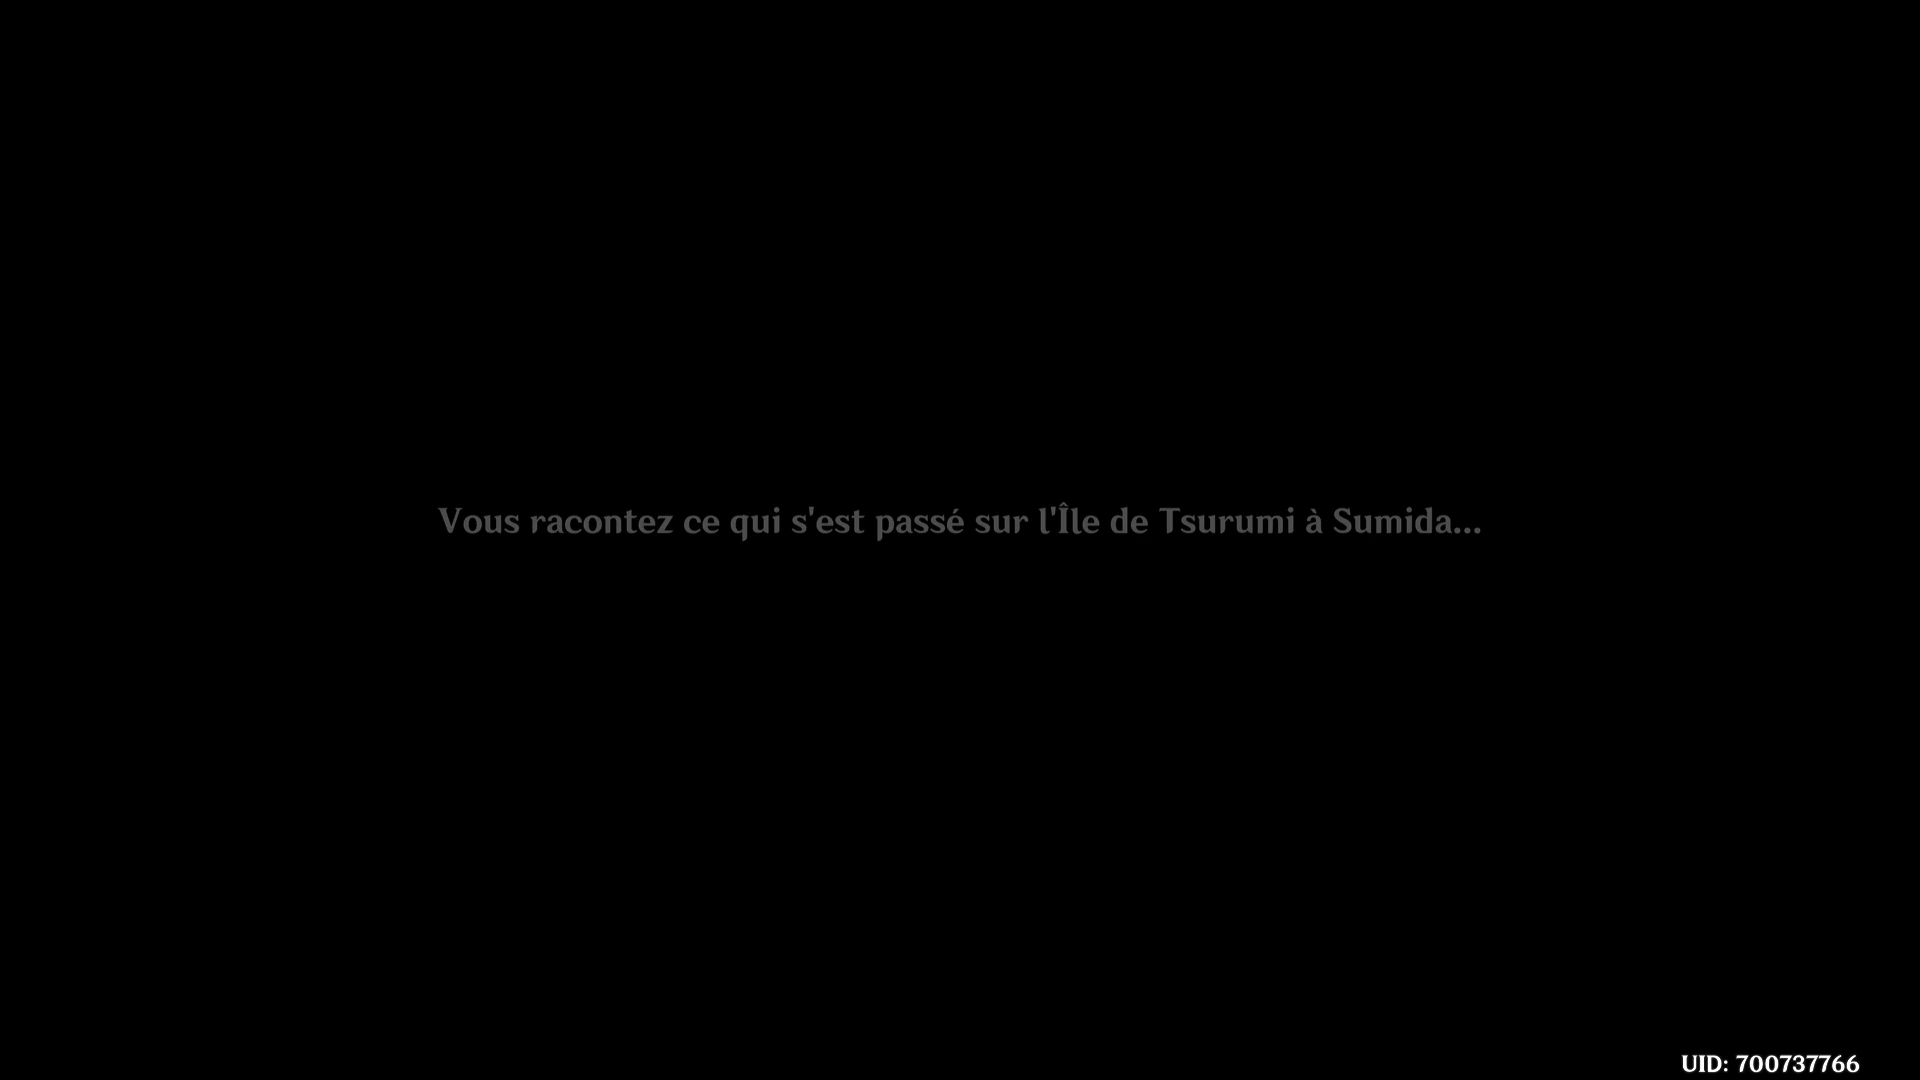 Vous racontez ce qui s'est passé sur l'Île de Tsurumi à Sumida...
UID: 700737766